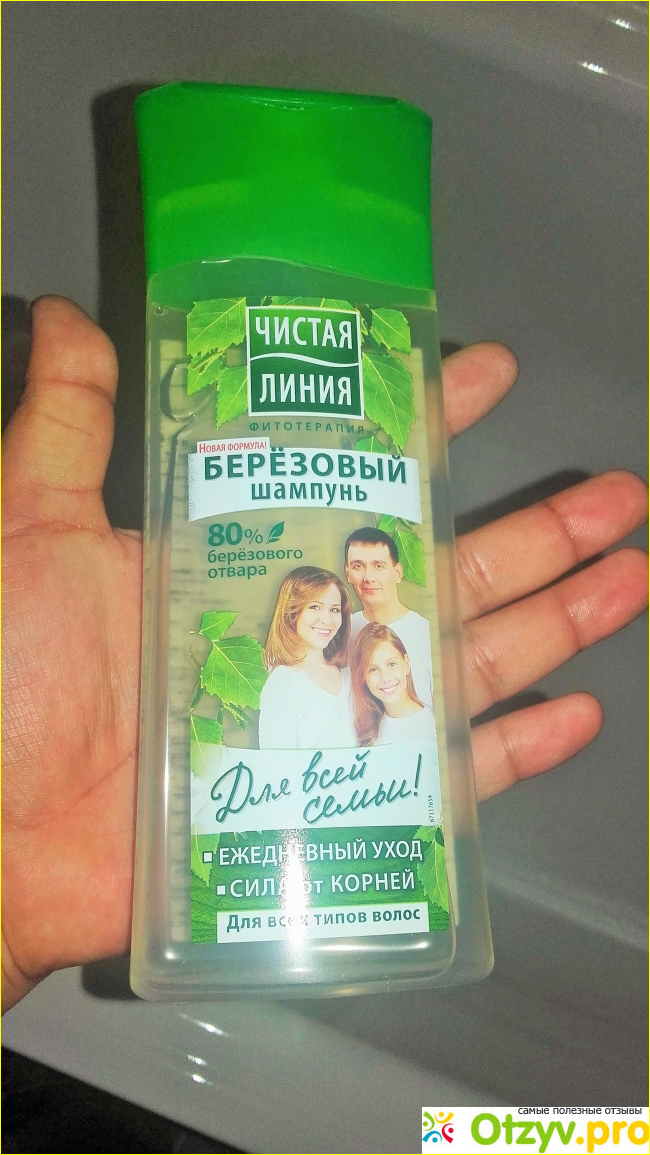 ЧИСТАЯ
ЛИНИЯ
ФИТОТЕРАПИЯ
НОВАЯ ФОРМУЛА!
БЕРЁЗОВЫЙ
шампунь
80%
берёзового
отвара
Для всей
семьи!
67117654
▪ ЕЖЕДНЕВНЫЙ УХОД
▪ СИЛА от КОРНЕЙ
Для всех типов волос
самые полезные отзывы
Otzyv.pro